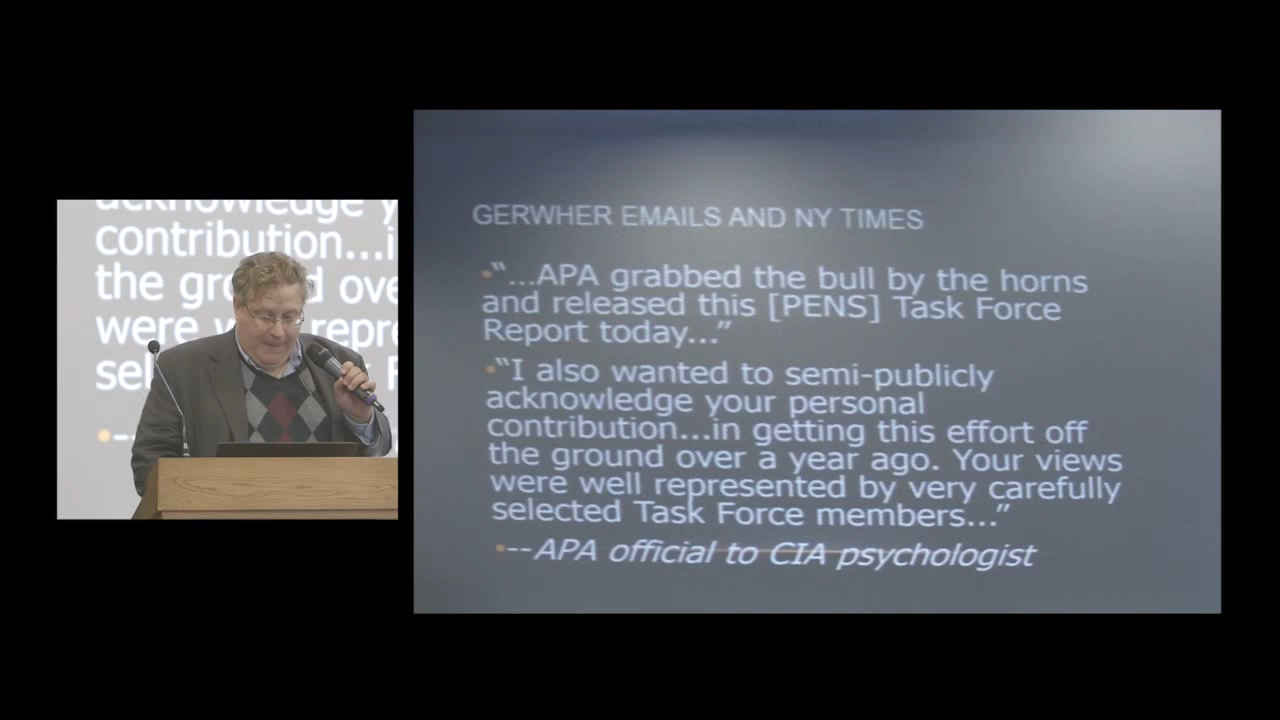 acknowledge y
contribution...i
the gr d ove
were w repr
sel
--
GERWHER EMAILS AND NY TIMES
•“...APA grabbed the bull by the horns
and released this [PENS] Task Force
Report today...”
•“I also wanted to semi-publicly
acknowledge your personal
contribution...in getting this effort off
the ground over a year ago. Your views
were well represented by very carefully
selected Task Force members...”
•--APA official to CIA psychologist